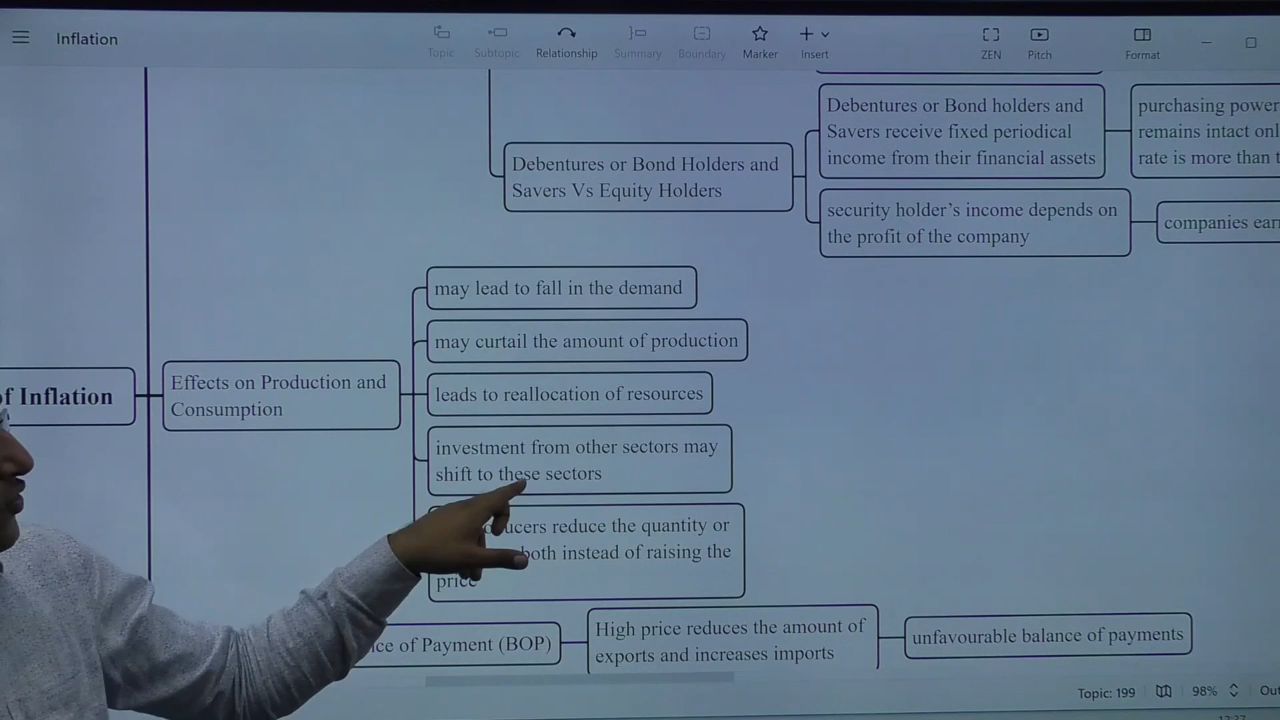 Inflation
Topic
Subtopic
Relationship
Summary
Boundary
Marker
Insert
ZEN
Pitch
Format
Debentures or Bond holders and
Savers receive fixed periodical
income from their financial assets
purchasing power
remains intact
rate is more than
Debentures or Bond Holders and
Savers Vs Equity Holders
security holder's income depends on
the profit of the company
companies
may lead to fall in the demand
may curtail the amount of production
of Inflation
Effects on Production and
Consumption
leads to reallocation of resources
investment from other sectors may
shift to these sectors
reduce the quantity or
both instead of raising the
price
of Payment (BOP)
High price reduces the amount of
exports and increases imports
unfavourable balance of payments
Topic: 199
98%